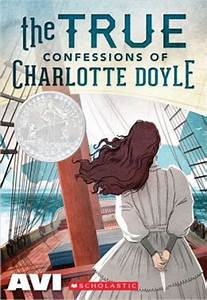 the TRUE
CONFESSIONS OF
CHARLOTTE DOYLE
AVI
SCHOLASTIC